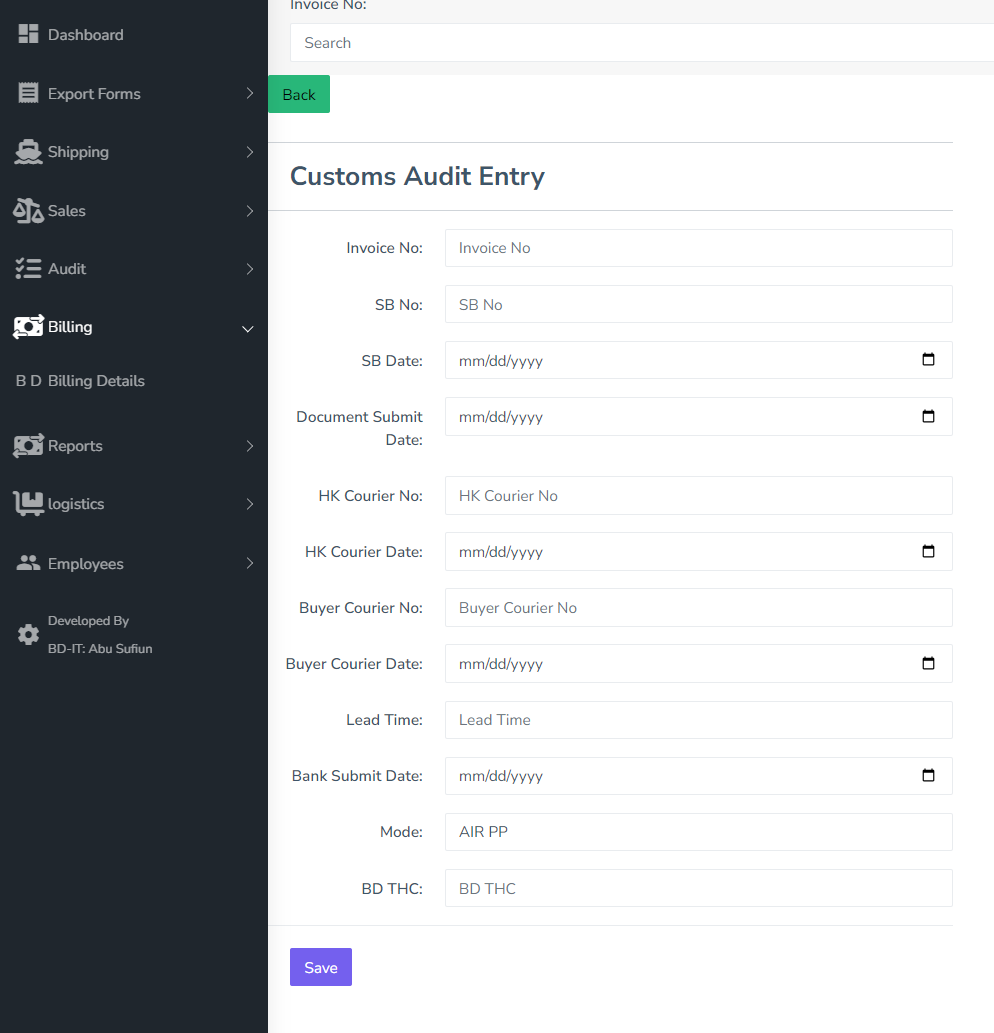 Dashboard
Export Forms
Shipping
Sales
Audit
Billing
B D Billing Details
Reports
logistics
Employees
Developed By
BD-IT: Abu Sufiun
Invoice No:
Search
Back
Customs Audit Entry
Invoice No: Invoice No
SB No: SB No
SB Date: mm/dd/yyyy
Document Submit Date: mm/dd/yyyy
HK Courier No: HK Courier No
HK Courier Date: mm/dd/yyyy
Buyer Courier No: Buyer Courier No
Buyer Courier Date: mm/dd/yyyy
Lead Time: Lead Time
Bank Submit Date: mm/dd/yyyy
Mode: AIR PP
BD THC: BD THC
Save